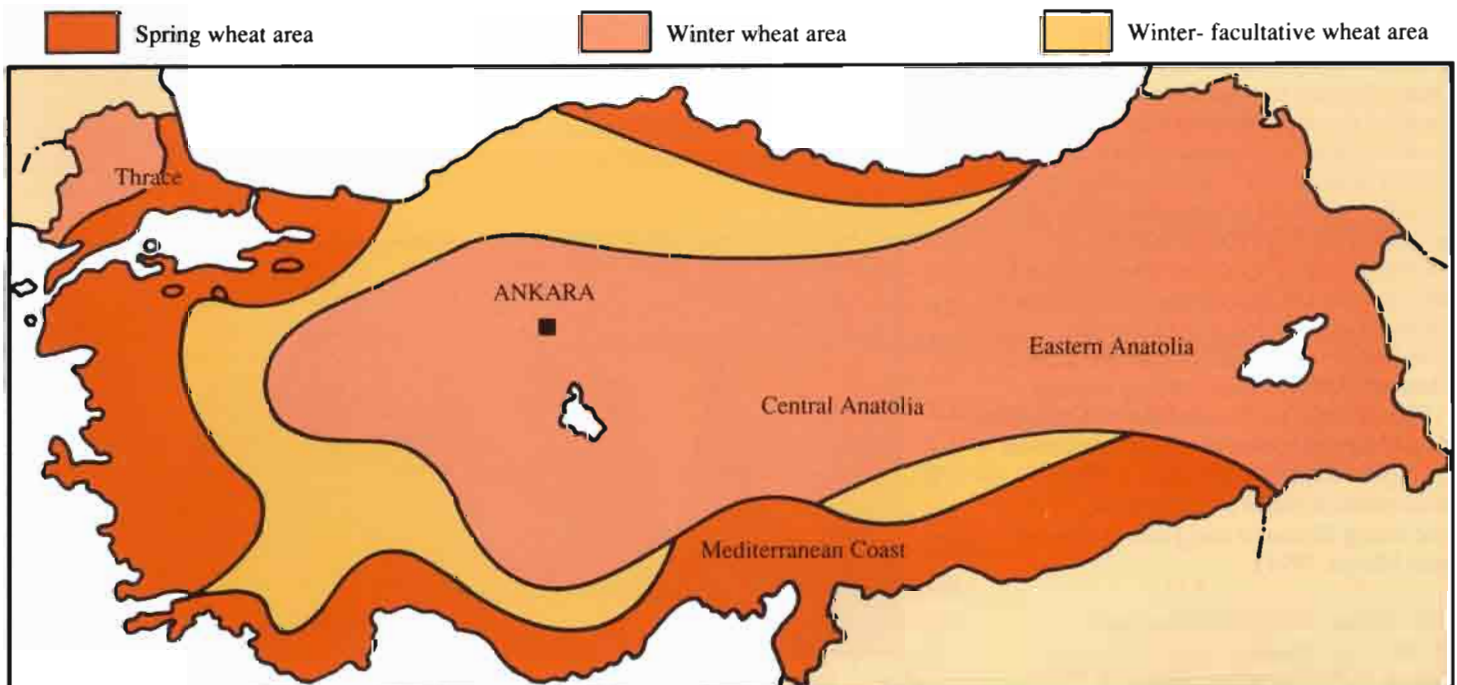 Spring wheat area
Winter wheat area
Winter- facultative wheat area
Thrace
ANKARA
Eastern Anatolia
Central Anatolia
Mediterranean Coast